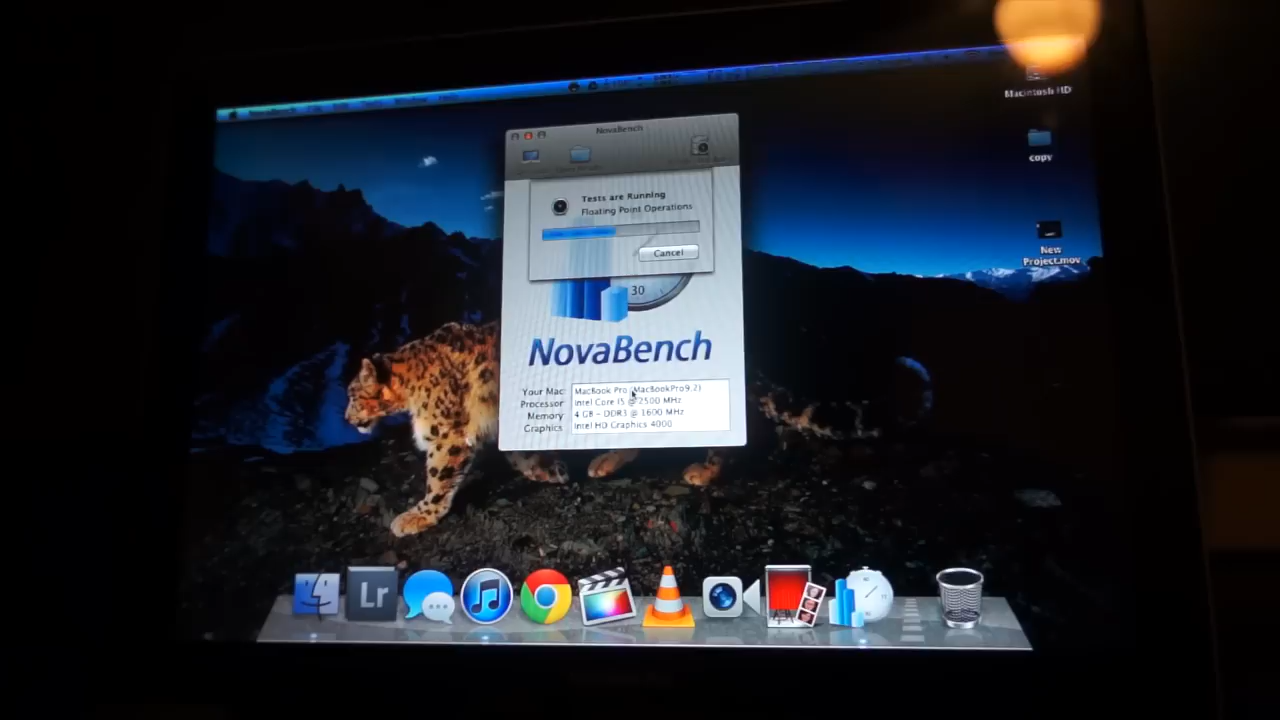 Macintosh HD
copy
New
Project.mov
NovaBench
Tests are Running
Floating Point Operations
Cancel
30
NovaBench
Your Mac: MacBook Pro (MacBookPro9,2)
Processor Intel Core i5 @ 2500 MHz
Memory 4 GB - DDR3 @ 1600 MHz
Graphics Intel HD Graphics 4000
Lr